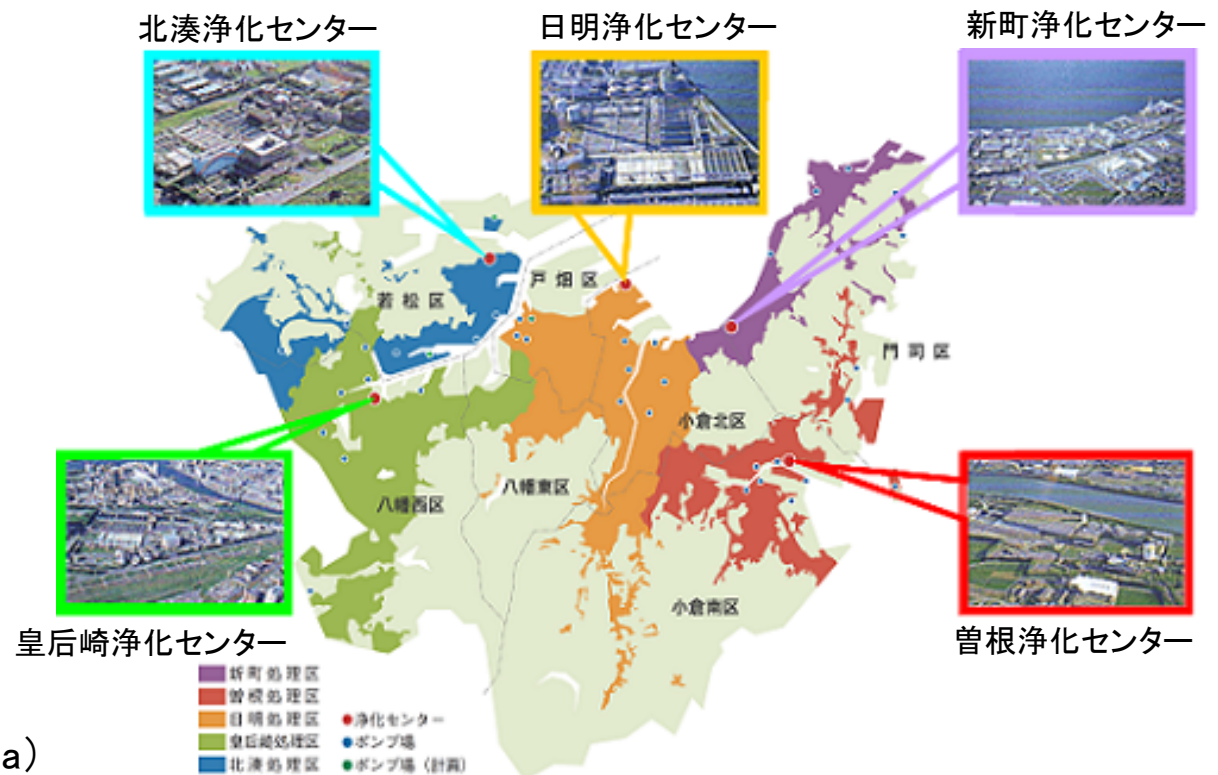 北湊浄化センター
日明浄化センター
新町浄化センター
戸畑区
若松区
門司区
小倉北区
八幡東区
八幡西区
小倉南区
皇后崎浄化センター
曽根浄化センター
新町処理区
曽根処理区
日明処理区
●浄化センター
皇后崎処理区
●ポンプ場
北湊処理区
●ポンプ場（計画）
a）